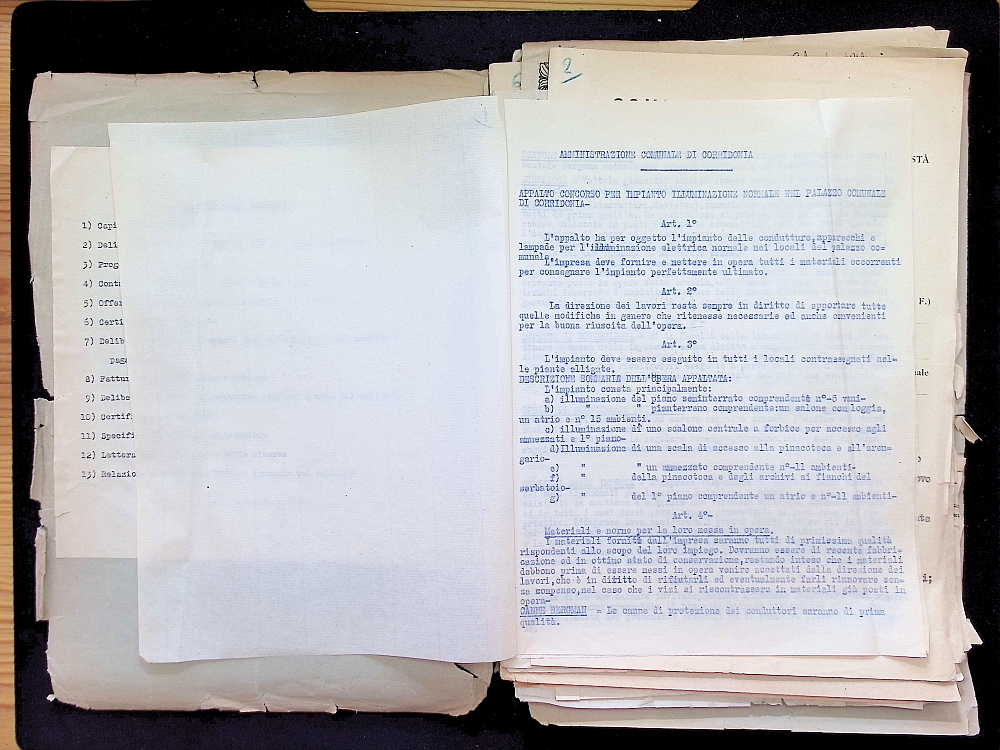 1) Capi
2) Deli
3) Prog
4) Cont
5) Offer
6) Certi
7) Delib
pag
8) Fattur
9) Delibe
10) Certif
11) Specifi
12) Lettera
13) Relazio
2
AMMINISTRAZIONE COMUNALE DI CORRIDONIA
APPALTO CONCORSO PER IMPIANTO ILLUMINAZIONE NORMALE NEL PALAZZO COMUNALE
DI CORRIDONIA-
Art. 1°
L'appalto ha per oggetto l'impianto delle condutture,apparecchi e
lampade per l'illuminazione elettrica normale nei locali del palazzo co=
munale.
L'impresa deve fornire e mettere in opera tutti i materiali occorrenti
per consegnare l'impianto perfettamente ultimato.
Art. 2°
La direzione dei lavori resta sempre in diritto di apportare tutte
quelle modifiche in genere che ritenesse necessarie ed anche convenienti
per la buona riuscita dell'opera.
Art. 3°
L'impianto deve essere eseguito in tutti i locali contrassegnati nel=
le piante alligate.
DESCRIZIONE SOMMARIA DELL'OPERA APPALTATA:
L'impianto consta principalmente:
a) illuminazione del piano seminterrato comprendente n°-5 vani-
b) " " pianterreno comprendente:un salone con loggia,
un atrio e n° 15 ambienti.
c) illuminazione di uno scalone centrale a forbice per accesso agli
ammezzati e 1° piano-
d)Illuminazione di una scala di accesso alla pinacoteca e all'aren-
gario-
e) " " un ammezzato comprendente n°-11 ambienti-
f) " della pinacoteca e degli archivi ai fianchi del
serbatoio-
g) " del 1° piano comprendente un atrio e n°-11 ambienti-
Art. 4°-
Materiali e norme per la loro messa in opera.
I materiali forniti dall'impresa saranno tutti di primissima qualità
rispondenti allo scopo del loro impiego. Dovranno essere di recente fabbri=
cazione ed in ottimo stato di conservazione,restando inteso che i materiali
debbono prima di essere messi in opera venire accettati dalla direzione dei
lavori,che è in diritto di rifiutarli ed eventualmente farli rinnovare sen=
za compenso,nel caso che i vizi si riscontrassero in materiali già posti in
opera-
CANNE BERGMAN = Le canne di protezione dei conduttori saranno di prima
qualità.
STÀ
F.)